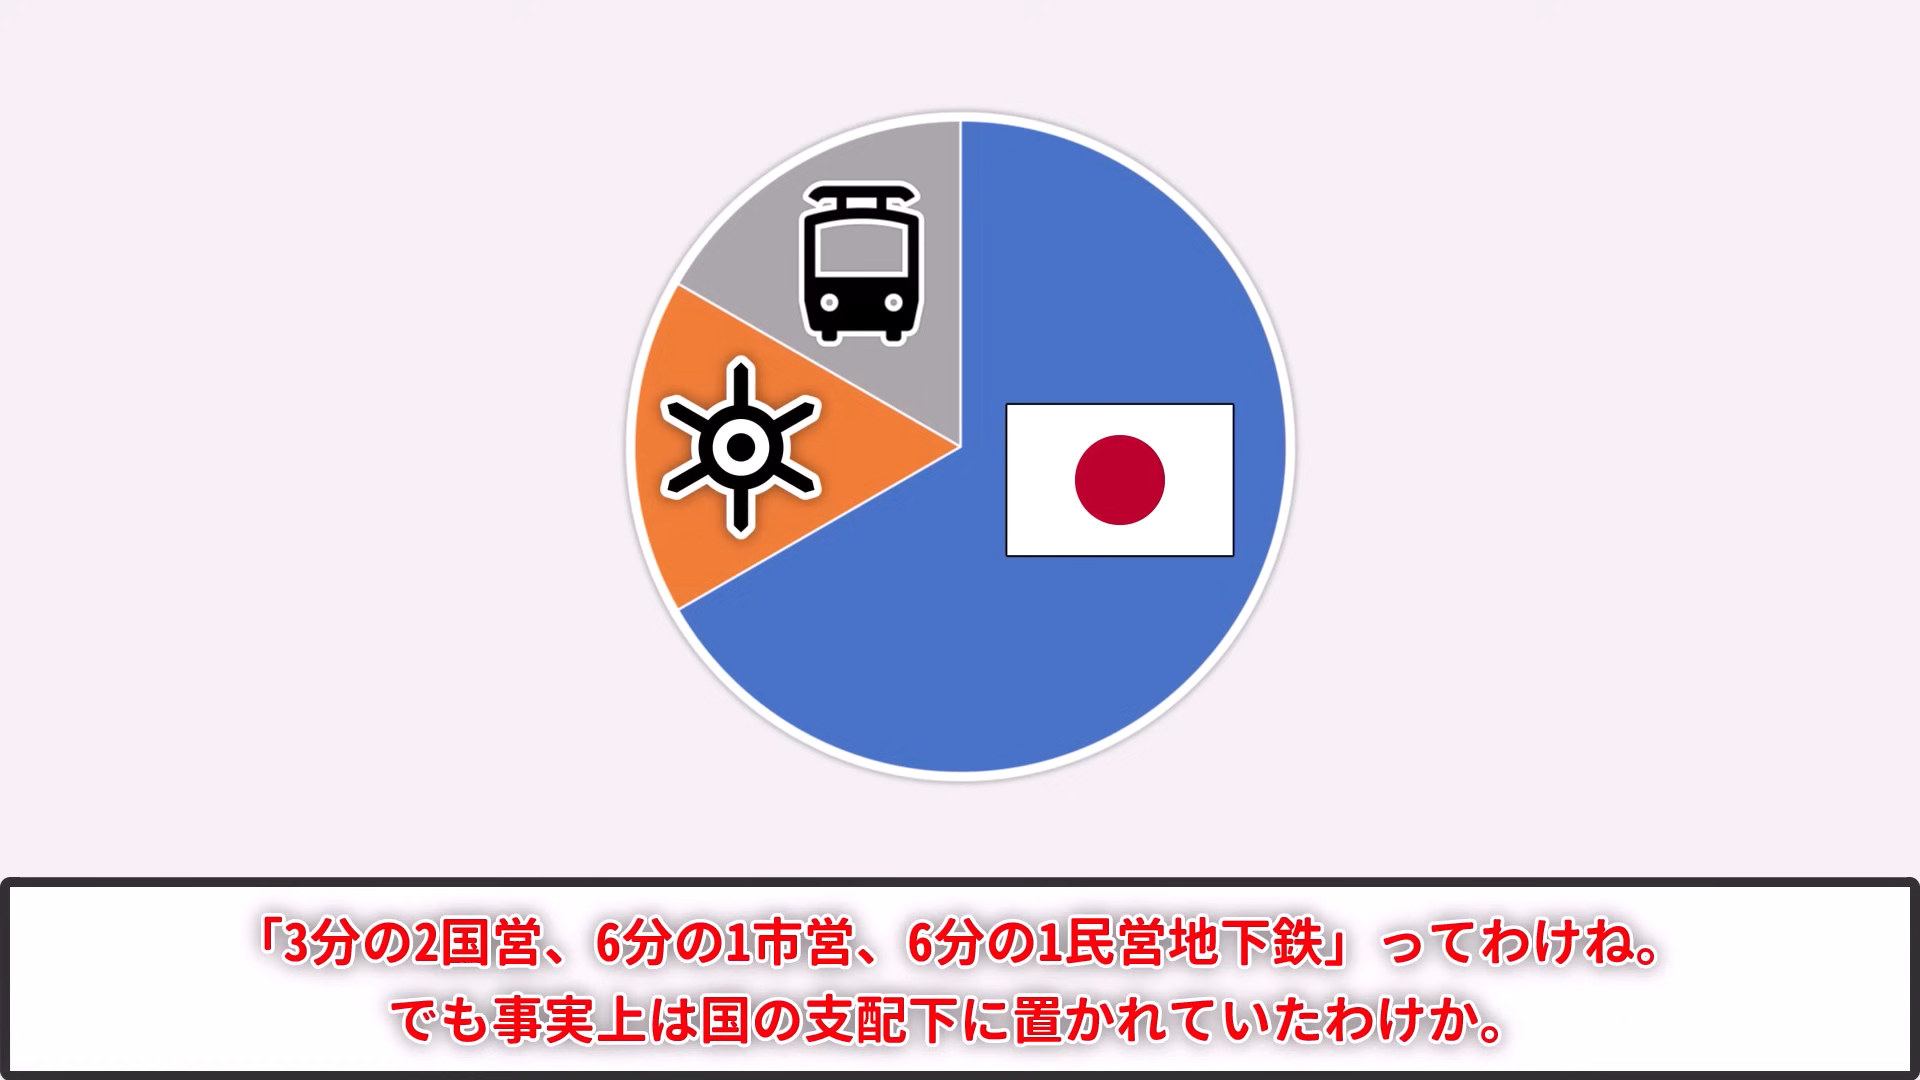 「3分の2国営、6分の1市営、6分の1民営地下鉄」ってわけね。
でも事実上は国の支配下に置かれていたわけか。